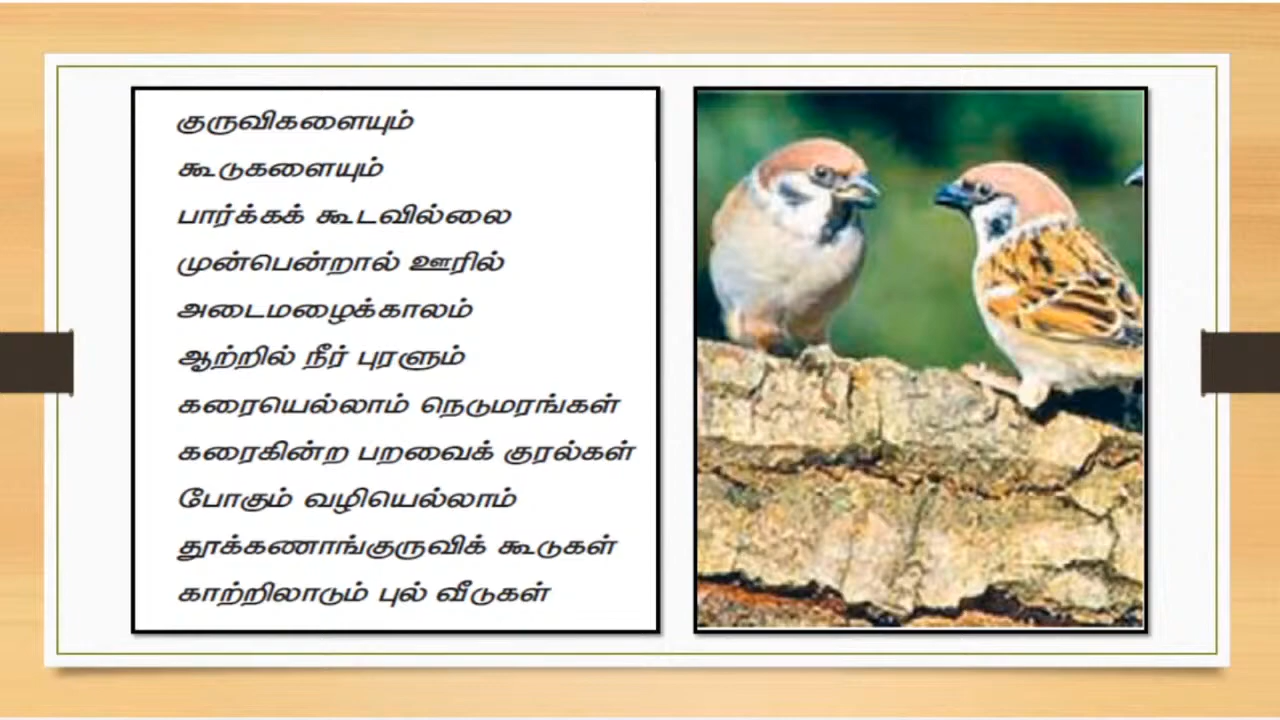 குருவிகளையும்
கூடுகளையும்
பார்க்கக் கூடவில்லை
முன்பென்றால் ஊரில்
அடைமழைக்காலம்
ஆற்றில் நீர் புரளும்
கரையெல்லாம் நெடுமரங்கள்
கரைகின்ற பறவைக் குரல்கள்
போகும் வழியெல்லாம்
தூக்கணாங்குருவிக் கூடுகள்
காற்றிலாடும் புல் வீடுகள்